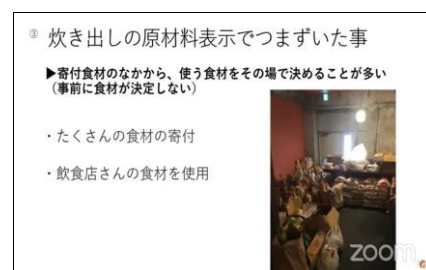 ③ 炊き出しの原材料表示でつまずいた事
▶寄付食材のなかから、使う食材をその場で決めることが多い
(事前に食材が決定しない)
・たくさんの食材の寄付
・飲食店さんの食材を使用
zoom